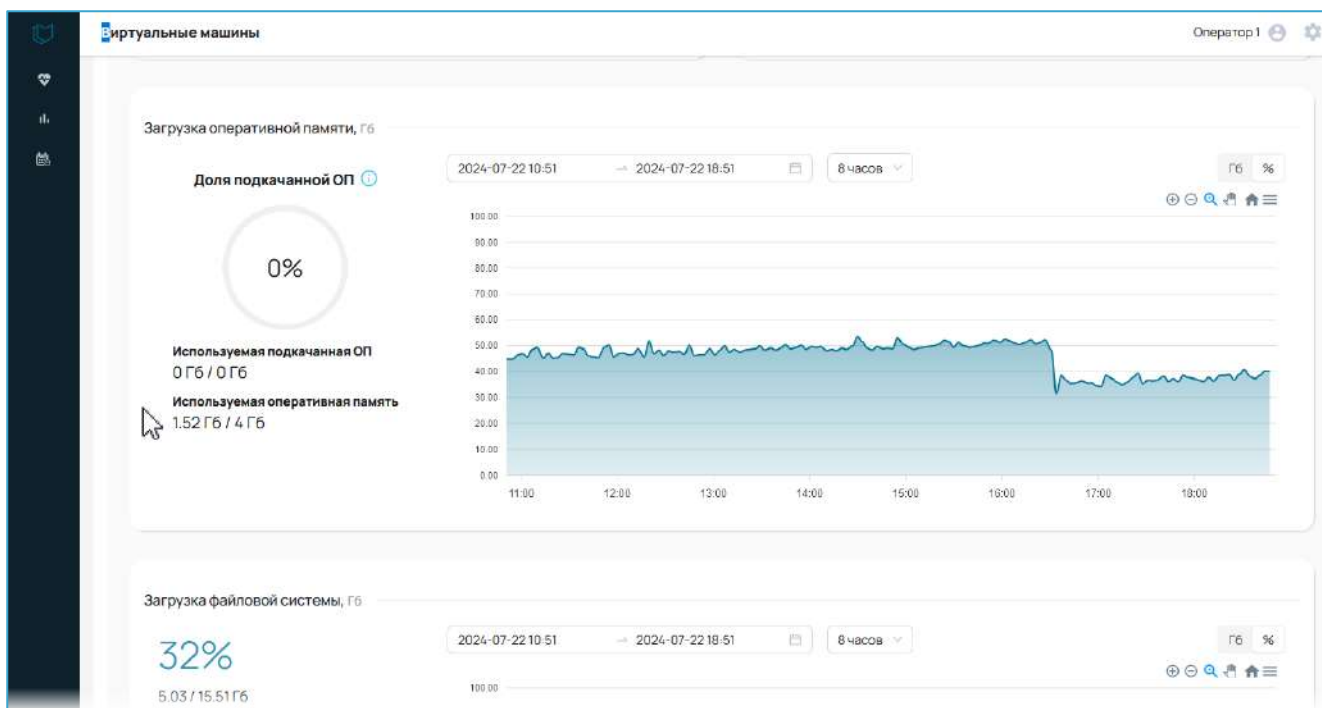 Виртуальные машины
Оператор 1
Загрузка оперативной памяти, Гб
Доля подкачанной ОП
2024-07-22 10:51 → 2024-07-22 18:51
8 часов
Гб %
0%
Используемая подкачанная ОП
0 Гб / 0 Гб
Используемая оперативная память
1.52 Гб / 4 Гб
100.00
90.00
80.00
70.00
60.00
50.00
40.00
30.00
20.00
10.00
0.00
11:00 12:00 13:00 14:00 15:00 16:00 17:00 18:00
Загрузка файловой системы, Гб
32%
5.03 / 15.51 Гб
2024-07-22 10:51 → 2024-07-22 18:51
8 часов
Гб %
100.00